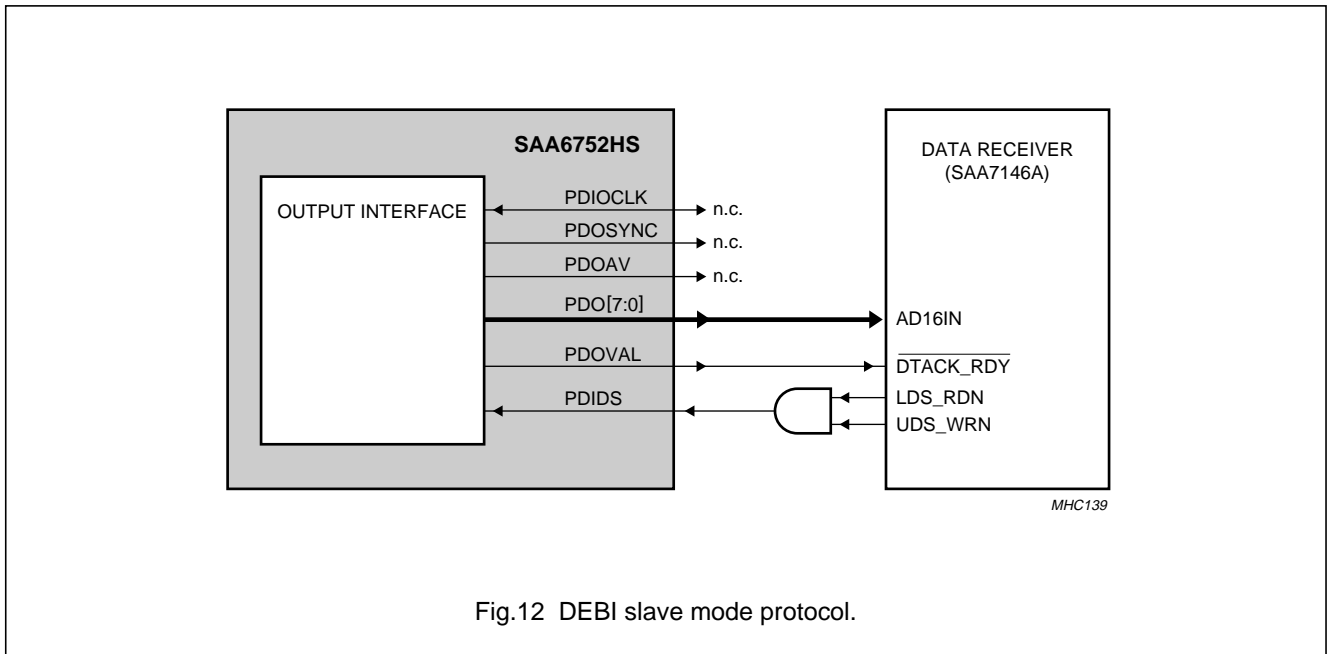 SAA6752HS
DATA RECEIVER
(SAA7146A)
OUTPUT INTERFACE
PDIOCLK
n.c.
PDOSYNC
n.c.
PDOAV
n.c.
PDO[7:0]
AD16IN
PDOVAL
DTACK_RDY
PDIDS
LDS_RDN
UDS_WRN
MHC139
Fig.12 DEBI slave mode protocol.